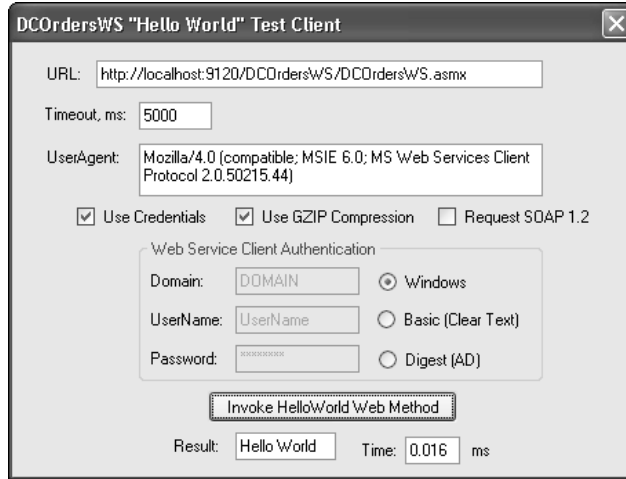 DCOrdersWS "Hello World" Test Client
URL: http://localhost:9120/DCOrdersWS/DCOrdersWS.asmx
Timeout, ms: 5000
UserAgent: Mozilla/4.0 (compatible; MSIE 6.0; MS Web Services Client
Protocol 2.0.50215.44)
Use Credentials Use GZIP Compression Request SOAP 1.2
Web Service Client Authentication
Domain: DOMAIN Windows
UserName: UserName Basic (Clear Text)
Password: ******** Digest (AD)
Invoke HelloWorld Web Method
Result: Hello World Time: 0.016 ms